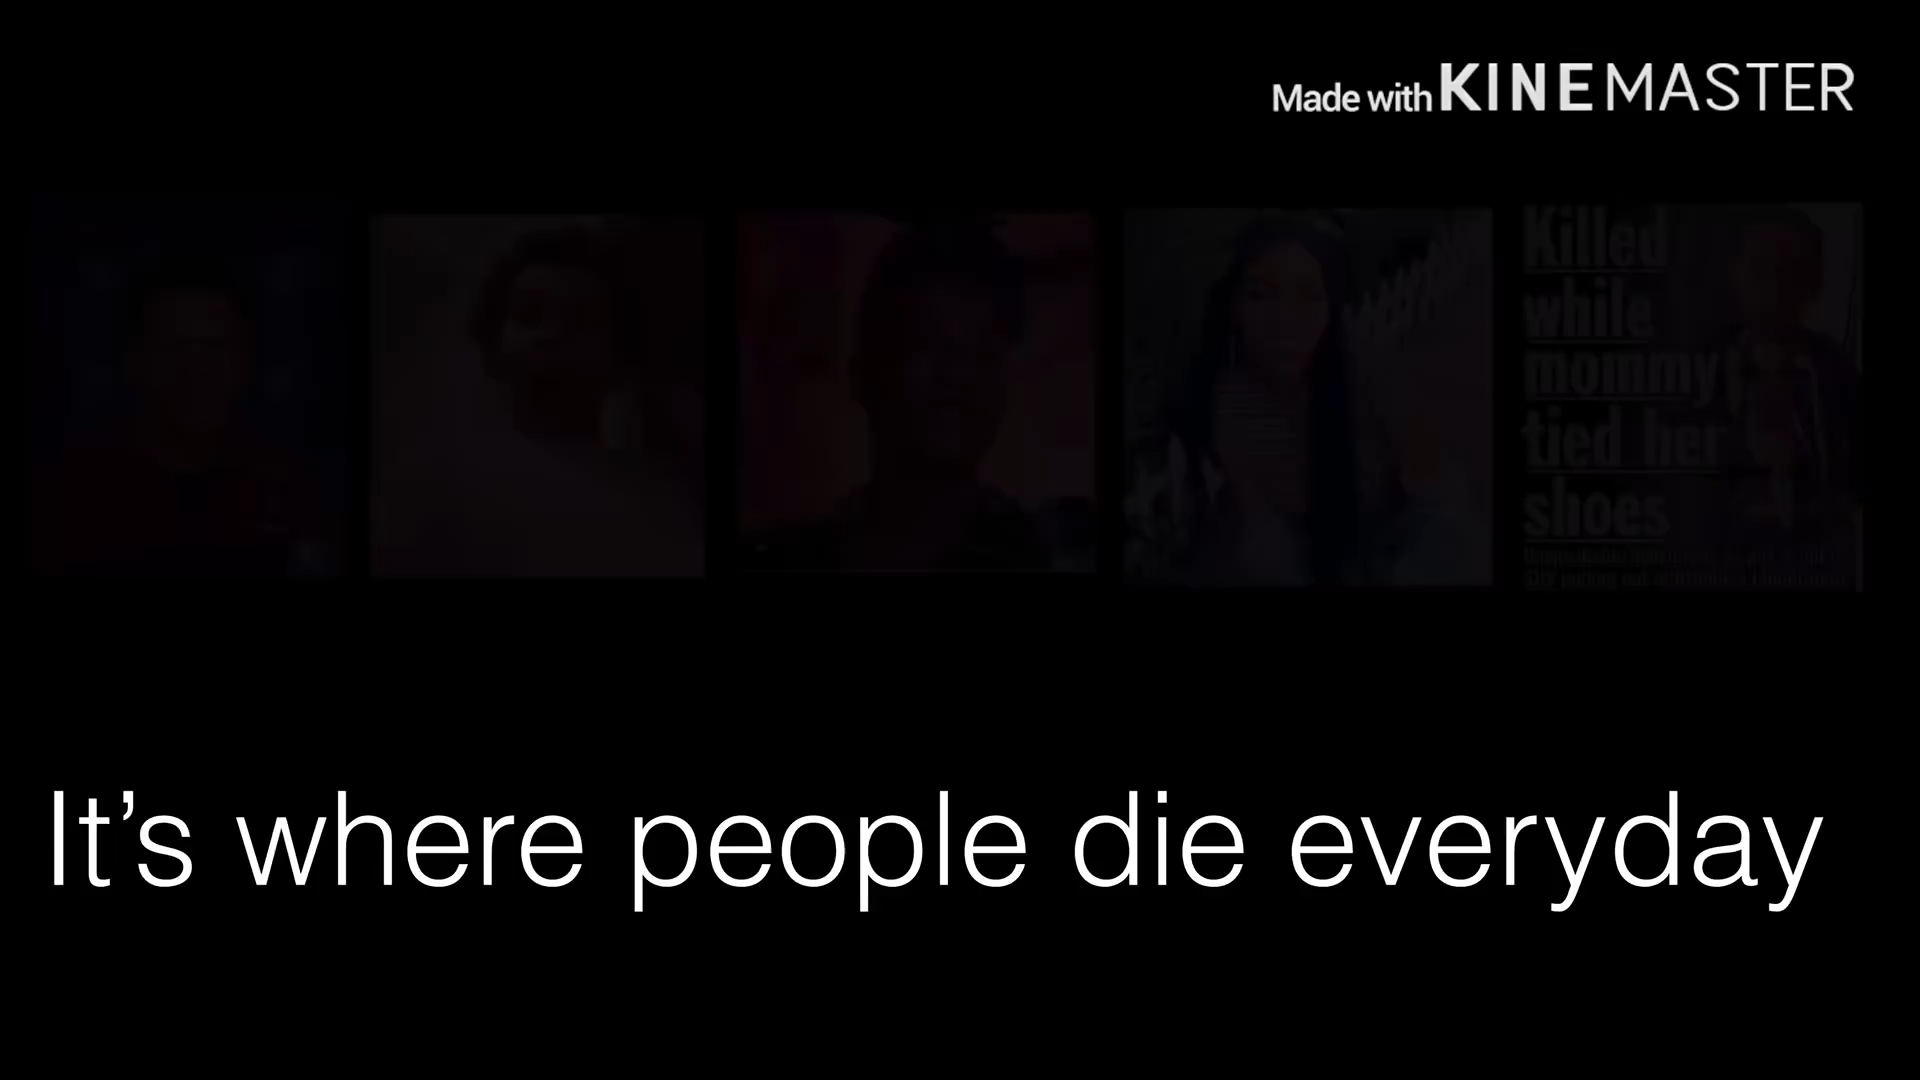 Made with KINEMASTER
Killed
while
mommy
tied her
shoes
It's where people die everyday